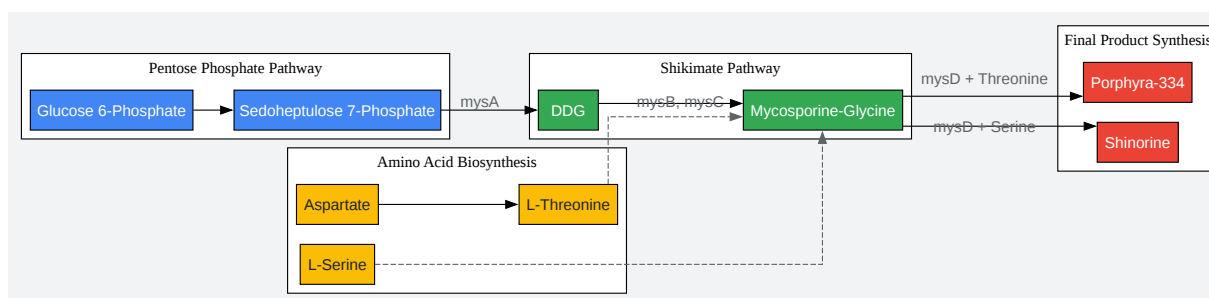 Final Product Synthesis
Pentose Phosphate Pathway
Shikimate Pathway
mysD + Threonine
Porphyra-334
Glucose 6-Phosphate
Sedoheptulose 7-Phosphate
mysA
DDG
mysB, mysC
Mycosporine-Glycine
mysD + Serine
Shinorine
Amino Acid Biosynthesis
Aspartate
L-Threonine
L-Serine